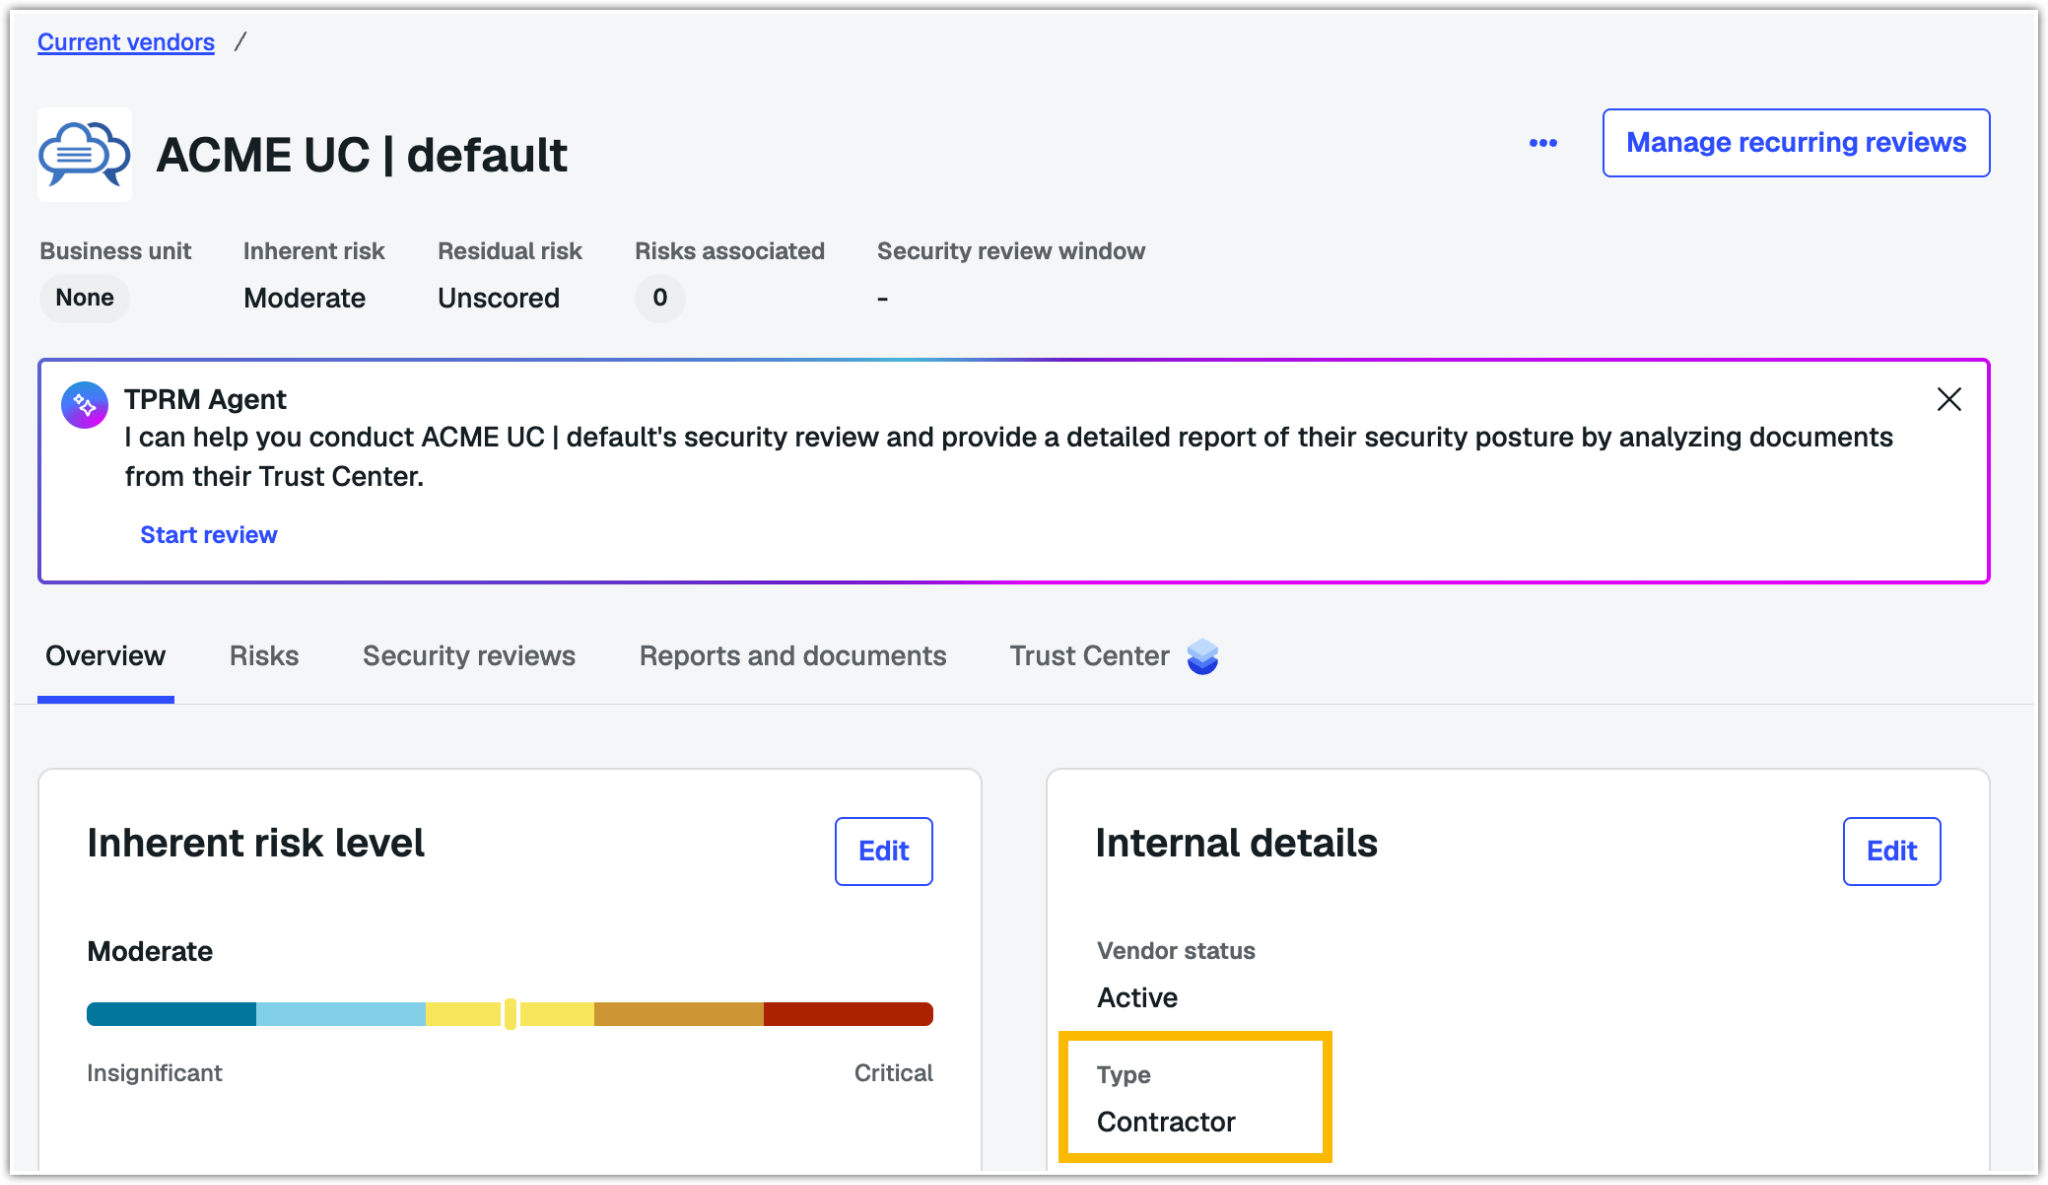 Current vendors /
ACME UC | default
Manage recurring reviews
Business unit
Inherent risk
Residual risk
Risks associated
Security review window
None
Moderate
Unscored
0
-
TPRM Agent
I can help you conduct ACME UC | default's security review and provide a detailed report of their security posture by analyzing documents
from their Trust Center.
Start review
Overview
Risks
Security reviews
Reports and documents
Trust Center
Inherent risk level
Edit
Moderate
Insignificant
Critical
Internal details
Edit
Vendor status
Active
Type
Contractor